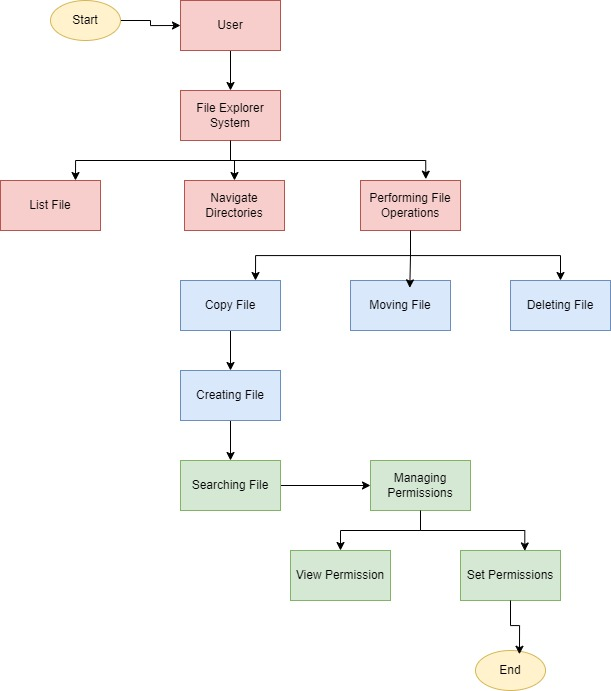 Start
User
File Explorer
System
List File
Navigate
Directories
Performing File
Operations
Copy File
Moving File
Deleting File
Creating File
Searching File
Managing
Permissions
View Permission
Set Permissions
End